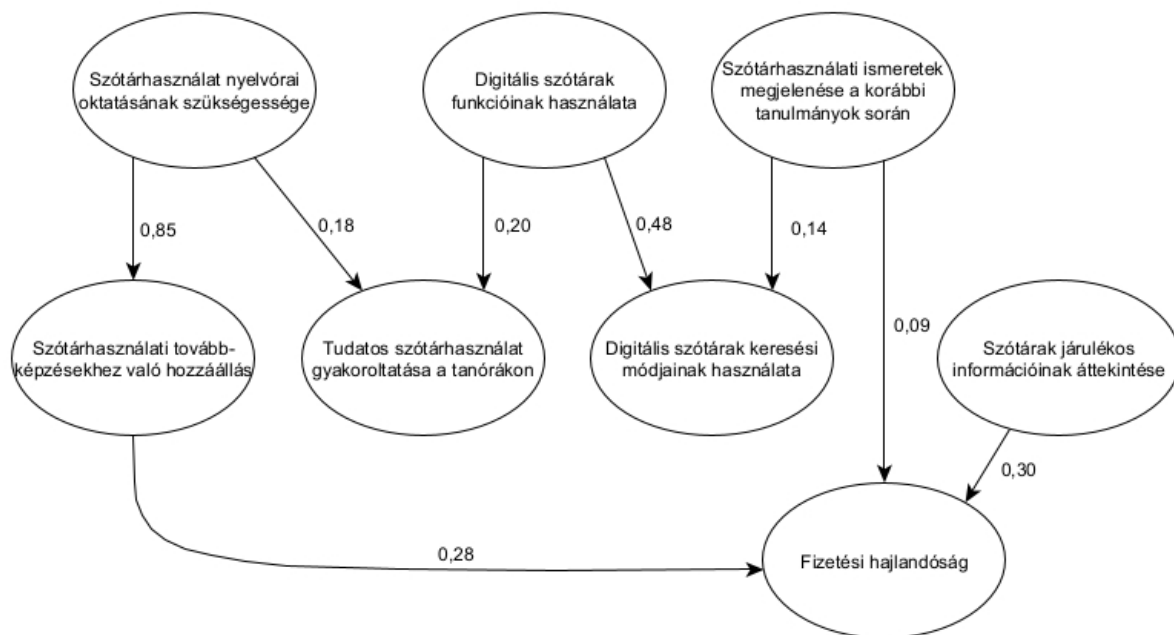 Szótárhasználat nyelvórai
oktatásának szükségessége
Digitális szótárak
funkcióinak használata
Szótárhasználati ismeretek
megjelenése a korábbi
tanulmányok során
0,85
0,18
0,20
0,48
0,14
0,09
Szótárhasználati tovább-
képzésekhez való hozzáállás
Tudatos szótárhasználat
gyakoroltatása a tanórákon
Digitális szótárak keresési
módjainak használata
Szótárak járulékos
információinak áttekintése
0,30
0,28
Fizetési hajlandóság